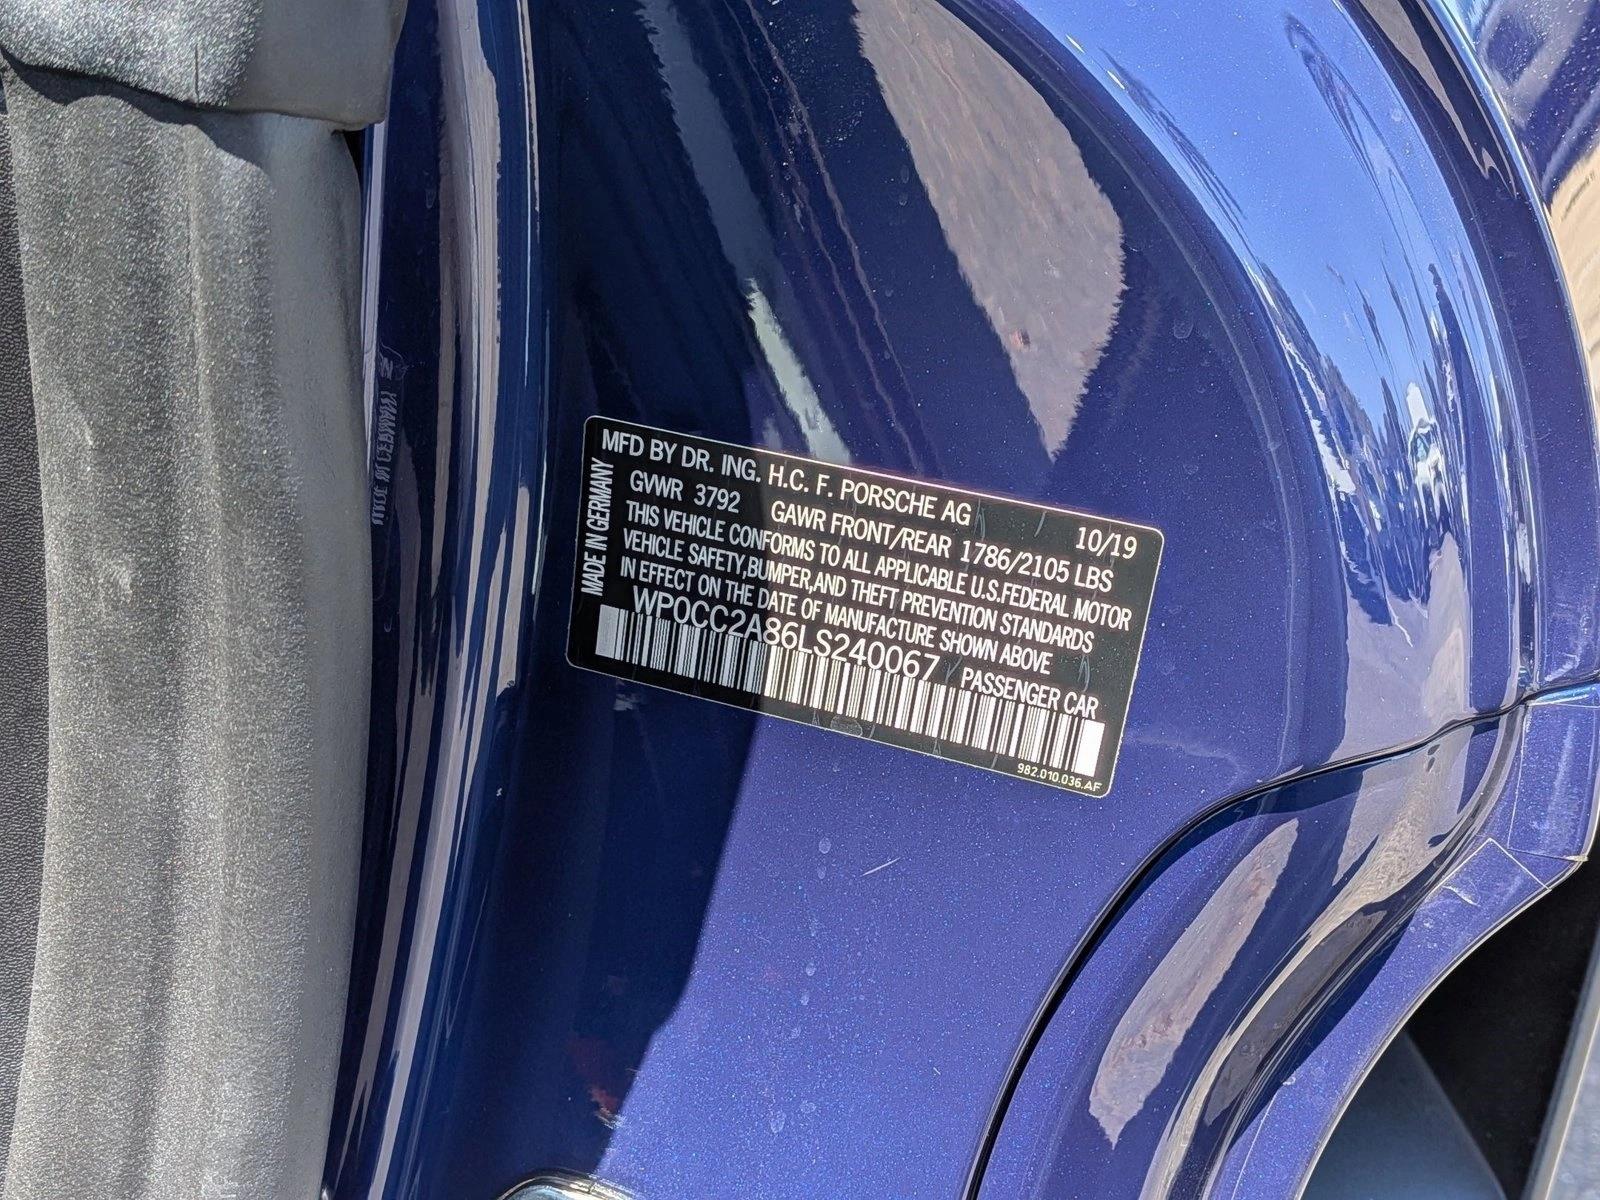 MFD BY DR. ING. H.C. F. PORSCHE AG 10/19
GVWR 3792 GAWR FRONT/REAR 1786/2105 LBS
THIS VEHICLE CONFORMS TO ALL APPLICABLE U.S.FEDERAL MOTOR
VEHICLE SAFETY,BUMPER,AND THEFT PREVENTION STANDARDS
IN EFFECT ON THE DATE OF MANUFACTURE SHOWN ABOVE
WP0CC2A86LS240067 PASSENGER CAR
982.010.036.AF
MADE IN GERMANY